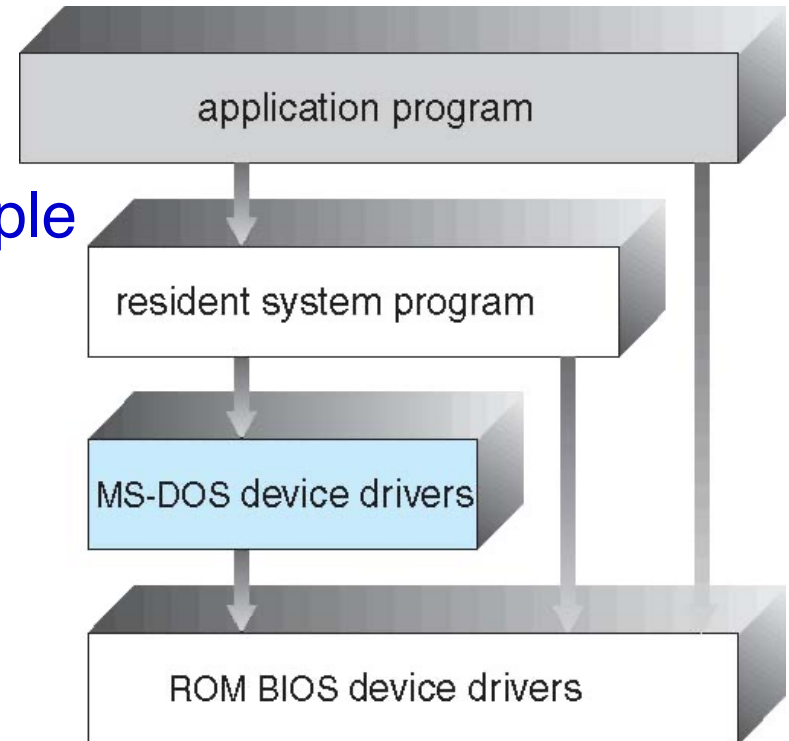 application program
ple
resident system program
MS-DOS device drivers
ROM BIOS device drivers